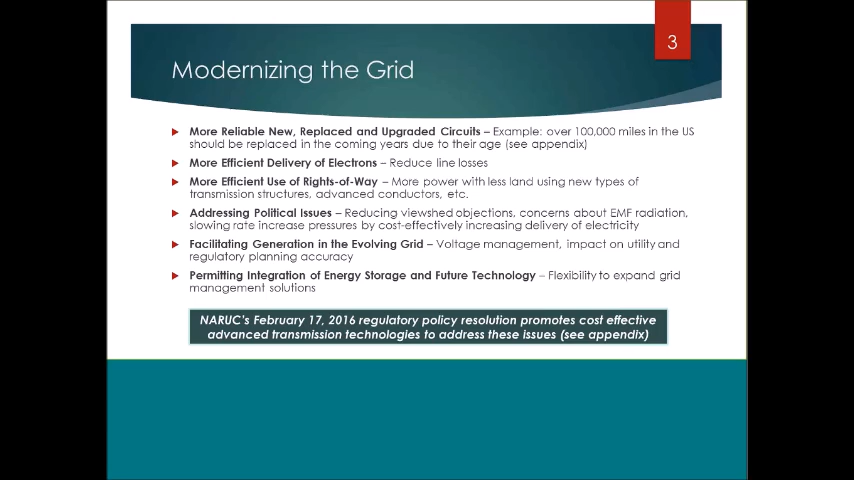 3
Modernizing the Grid
More Reliable New, Replaced and Upgraded Circuits – Example: over 100,000 miles in the US
should be replaced in the coming years due to their age (see appendix)
More Efficient Delivery of Electrons – Reduce line losses
More Efficient Use of Rights-of-Way – More power with less land using new types of
transmission structures, advanced conductors, etc.
Addressing Political Issues – Reducing viewshed objections, concerns about EMF radiation,
slowing rate increase pressures by cost-effectively increasing delivery of electricity
Facilitating Generation in the Evolving Grid – Voltage management, impact on utility and
regulatory planning accuracy
Permitting Integration of Energy Storage and Future Technology – Flexibility to expand grid
management solutions
NARUC's February 17, 2016 regulatory policy resolution promotes cost effective
advanced transmission technologies to address these issues (see appendix)